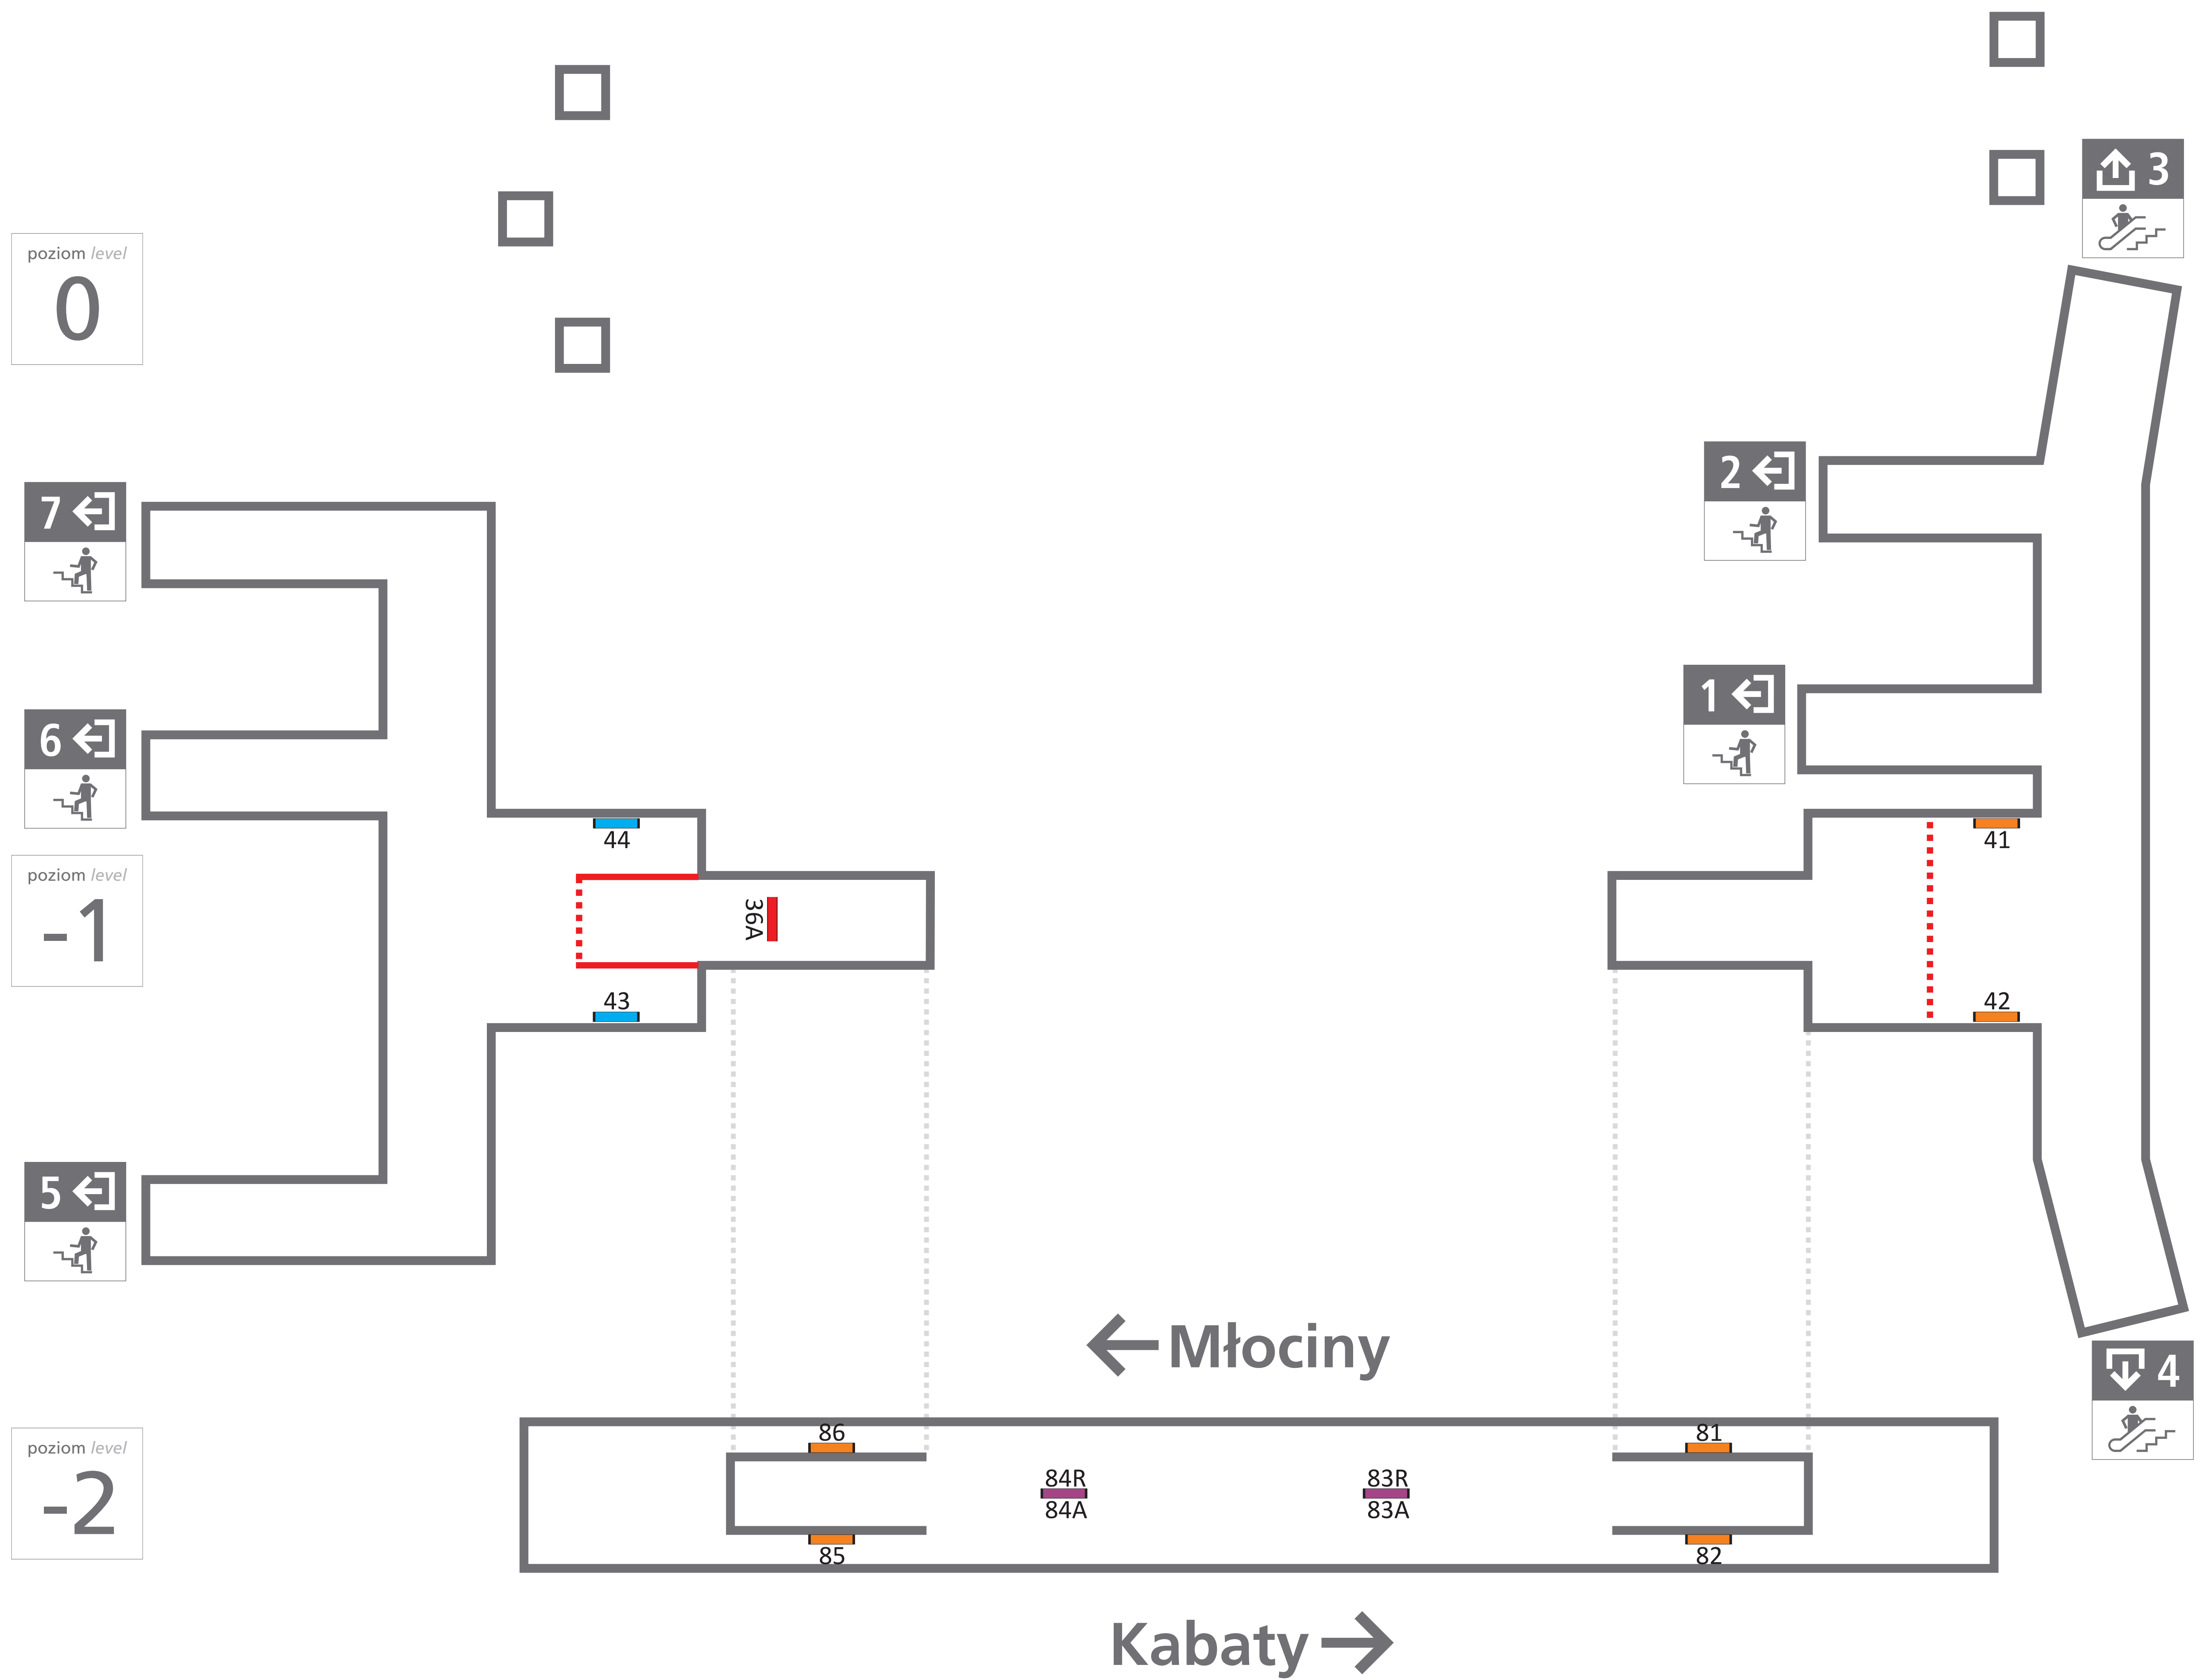 3
poziom level
0
2
7
1
6
44
41
poziom level
-1
36A
43
42
5
← Młociny
4
poziom level
-2
86
81
84R
83R
84A
83A
85
82
Kabaty →